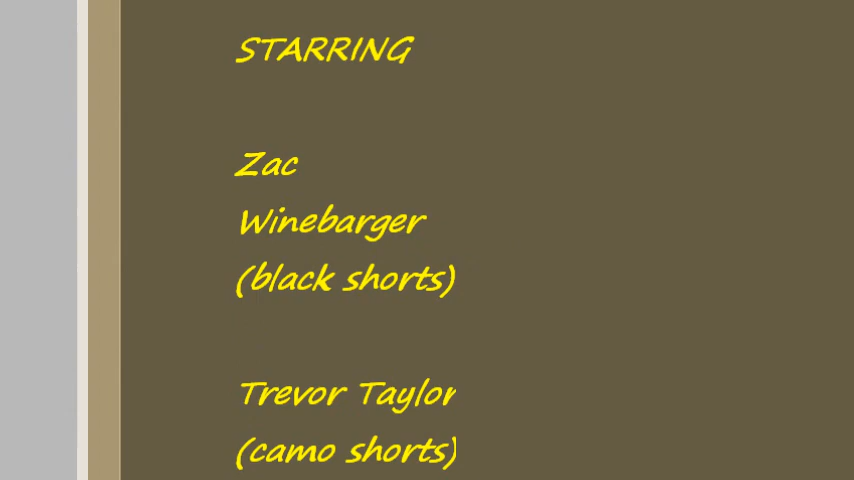 STARRING
Zac
Winebarger
(black shorts)
Trevor Taylor
(camo shorts)